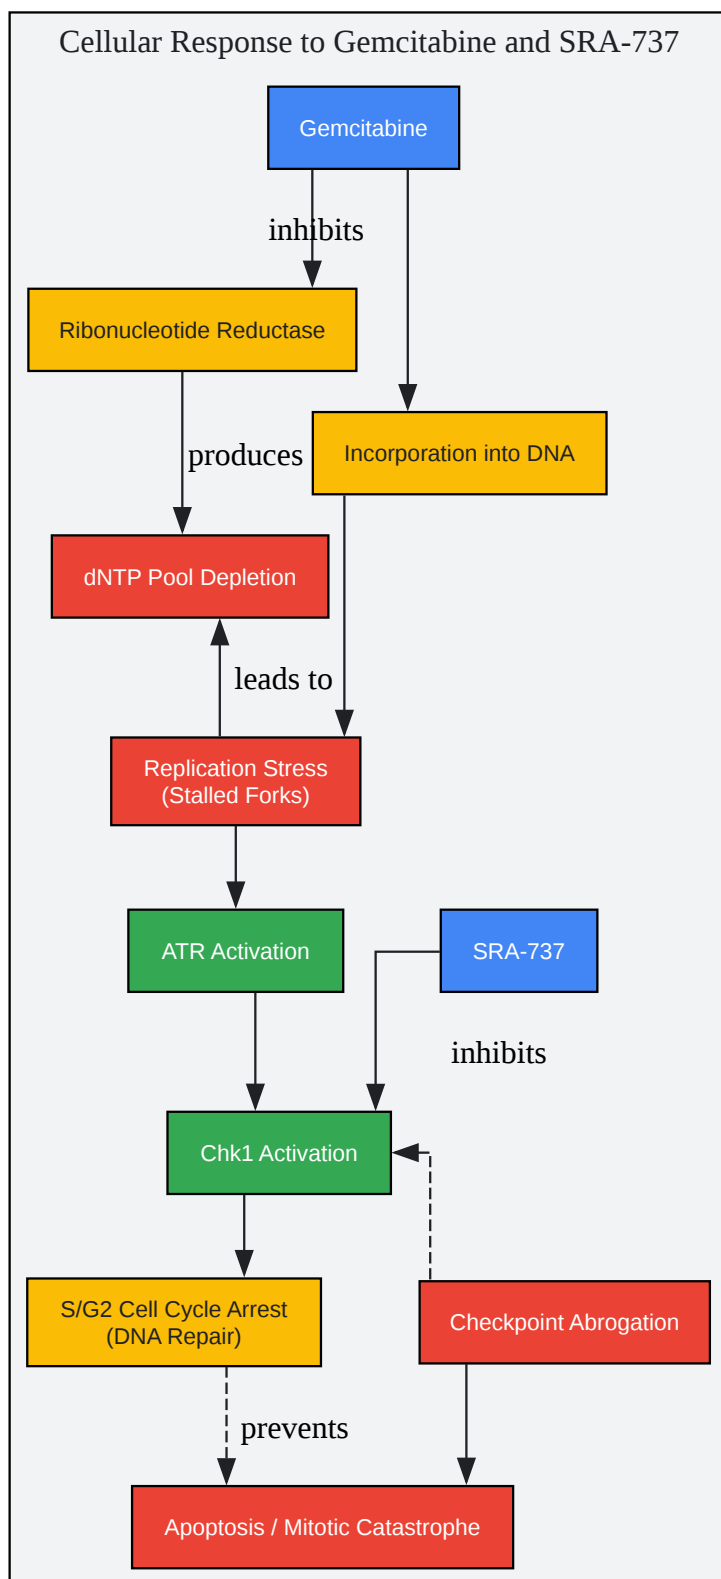 Cellular Response to Gemcitabine and SRA-737
Gemcitabine
inhibits
Ribonucleotide Reductase
produces
Incorporation into DNA
dNTP Pool Depletion
leads to
Replication Stress
(Stalled Forks)
ATR Activation
SRA-737
inhibits
Chk1 Activation
S/G2 Cell Cycle Arrest
(DNA Repair)
Checkpoint Abrogation
prevents
Apoptosis / Mitotic Catastrophe